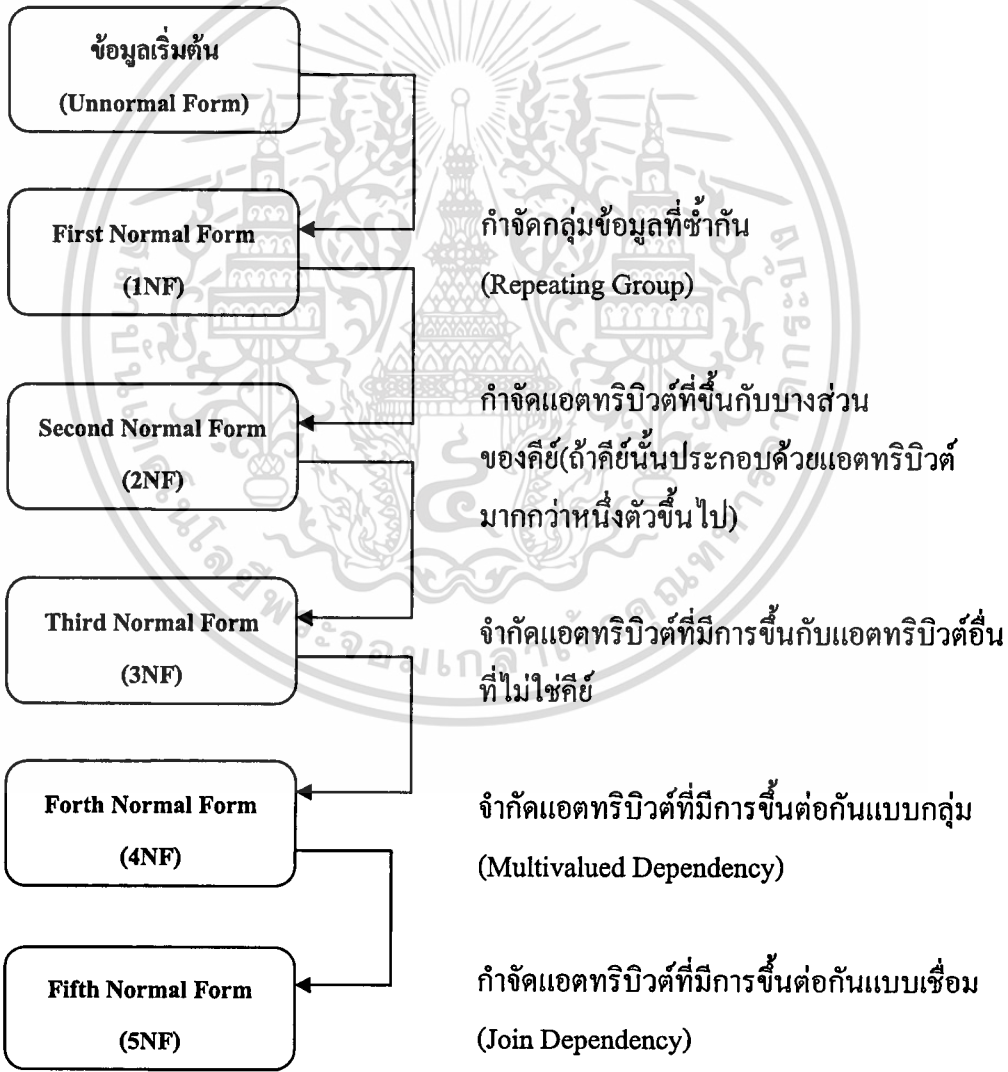 ข้อมูลเริ่มต้น
(Unnormal Form)
First Normal Form
(1NF)
กำจัดกลุ่มข้อมูลที่ซ้ำกัน
(Repeating Group)
Second Normal Form
(2NF)
กำจัดแอตทริบิวต์ที่ขึ้นกับบางส่วน
ของคีย์(ถ้าคีย์นั้นประกอบด้วยแอตทริบิวต์
มากกว่าหนึ่งตัวขึ้นไป)
Third Normal Form
(3NF)
จำกัดแอตทริบิวต์ที่มีการขึ้นกับแอตทริบิวต์อื่น
ที่ไม่ใช่คีย์
Forth Normal Form
(4NF)
จำกัดแอตทริบิวต์ที่มีการขึ้นต่อกันแบบกลุ่ม
(Multivalued Dependency)
Fifth Normal Form
(5NF)
กำจัดแอตทริบิวต์ที่มีการขึ้นต่อกันแบบเชื่อม
(Join Dependency)